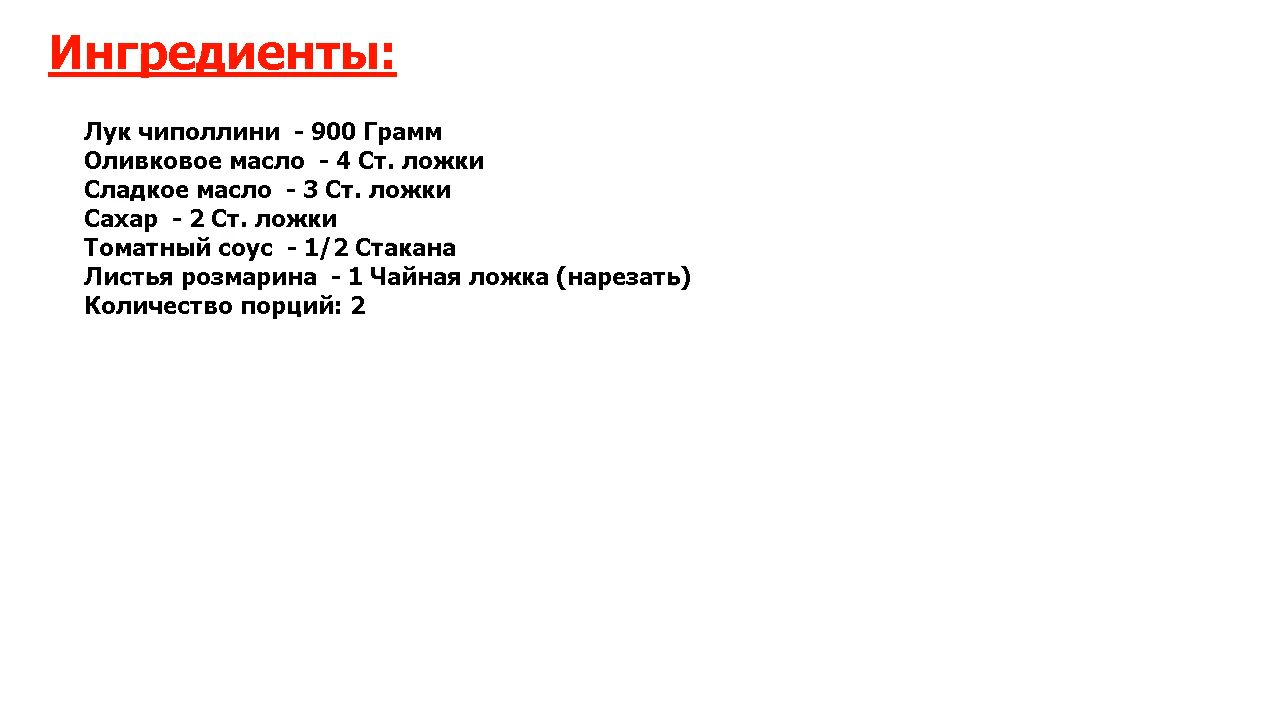 Ингредиенты:
Лук чиполлини  - 900 Грамм
Оливковое масло  - 4 Ст. ложки
Сладкое масло  - 3 Ст. ложки
Сахар  - 2 Ст. ложки
Томатный соус  - 1/2 Стакана
Листья розмарина  - 1 Чайная ложка (нарезать)
Количество порций: 2